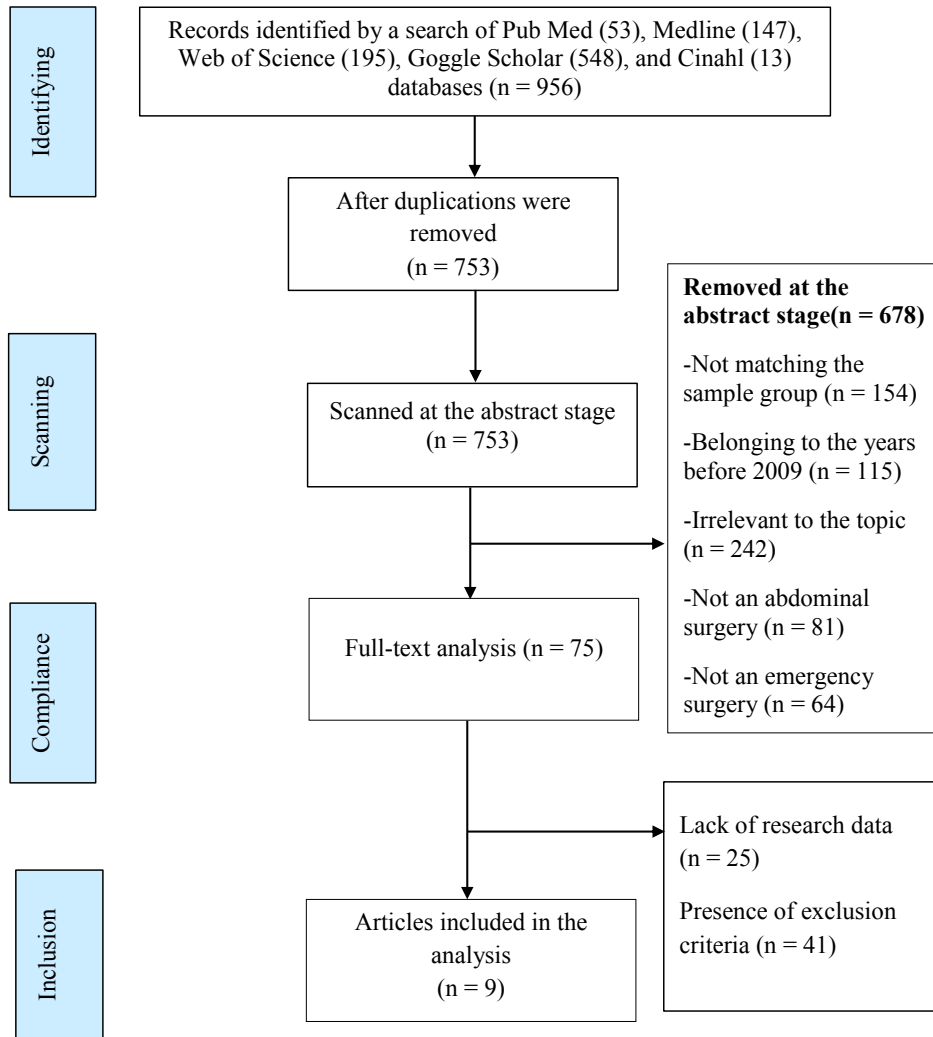 Identifying
Records identified by a search of Pub Med (53), Medline (147),
Web of Science (195), Goggle Scholar (548), and Cinahl (13)
databases (n = 956)
After duplications were
removed
(n = 753)
Scanning
Scanned at the abstract stage
(n = 753)
Removed at the
abstract stage(n = 678)
-Not matching the
sample group (n = 154)
-Belonging to the years
before 2009 (n = 115)
-Irrelevant to the topic
(n = 242)
-Not an abdominal
surgery (n = 81)
-Not an emergency
surgery (n = 64)
Compliance
Full-text analysis (n = 75)
Lack of research data
(n = 25)
Presence of exclusion
criteria (n = 41)
Inclusion
Articles included in the
analysis
(n = 9)